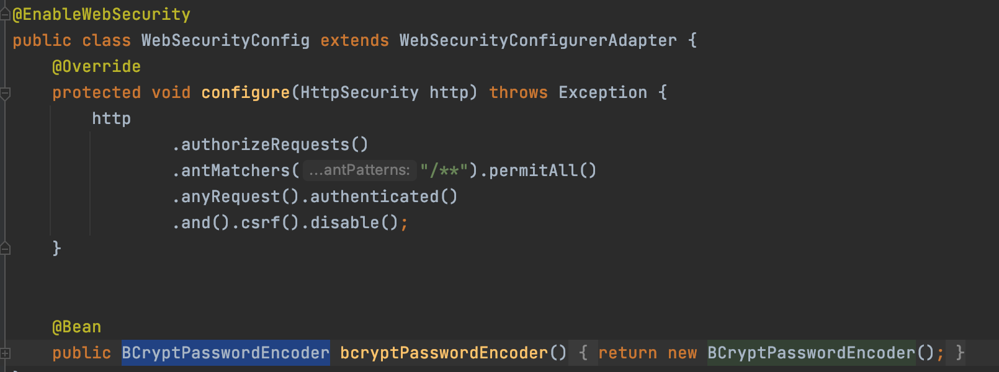 @EnableWebSecurity
public class WebSecurityConfig extends WebSecurityConfigurerAdapter {
@Override
protected void configure(HttpSecurity http) throws Exception {
http
.authorizeRequests()
.antMatchers( ...antPatterns: "/**").permitAll()
.anyRequest().authenticated()
.and().csrf().disable();
}
@Bean
public BCryptPasswordEncoder bcryptPasswordEncoder() { return new BCryptPasswordEncoder(); }